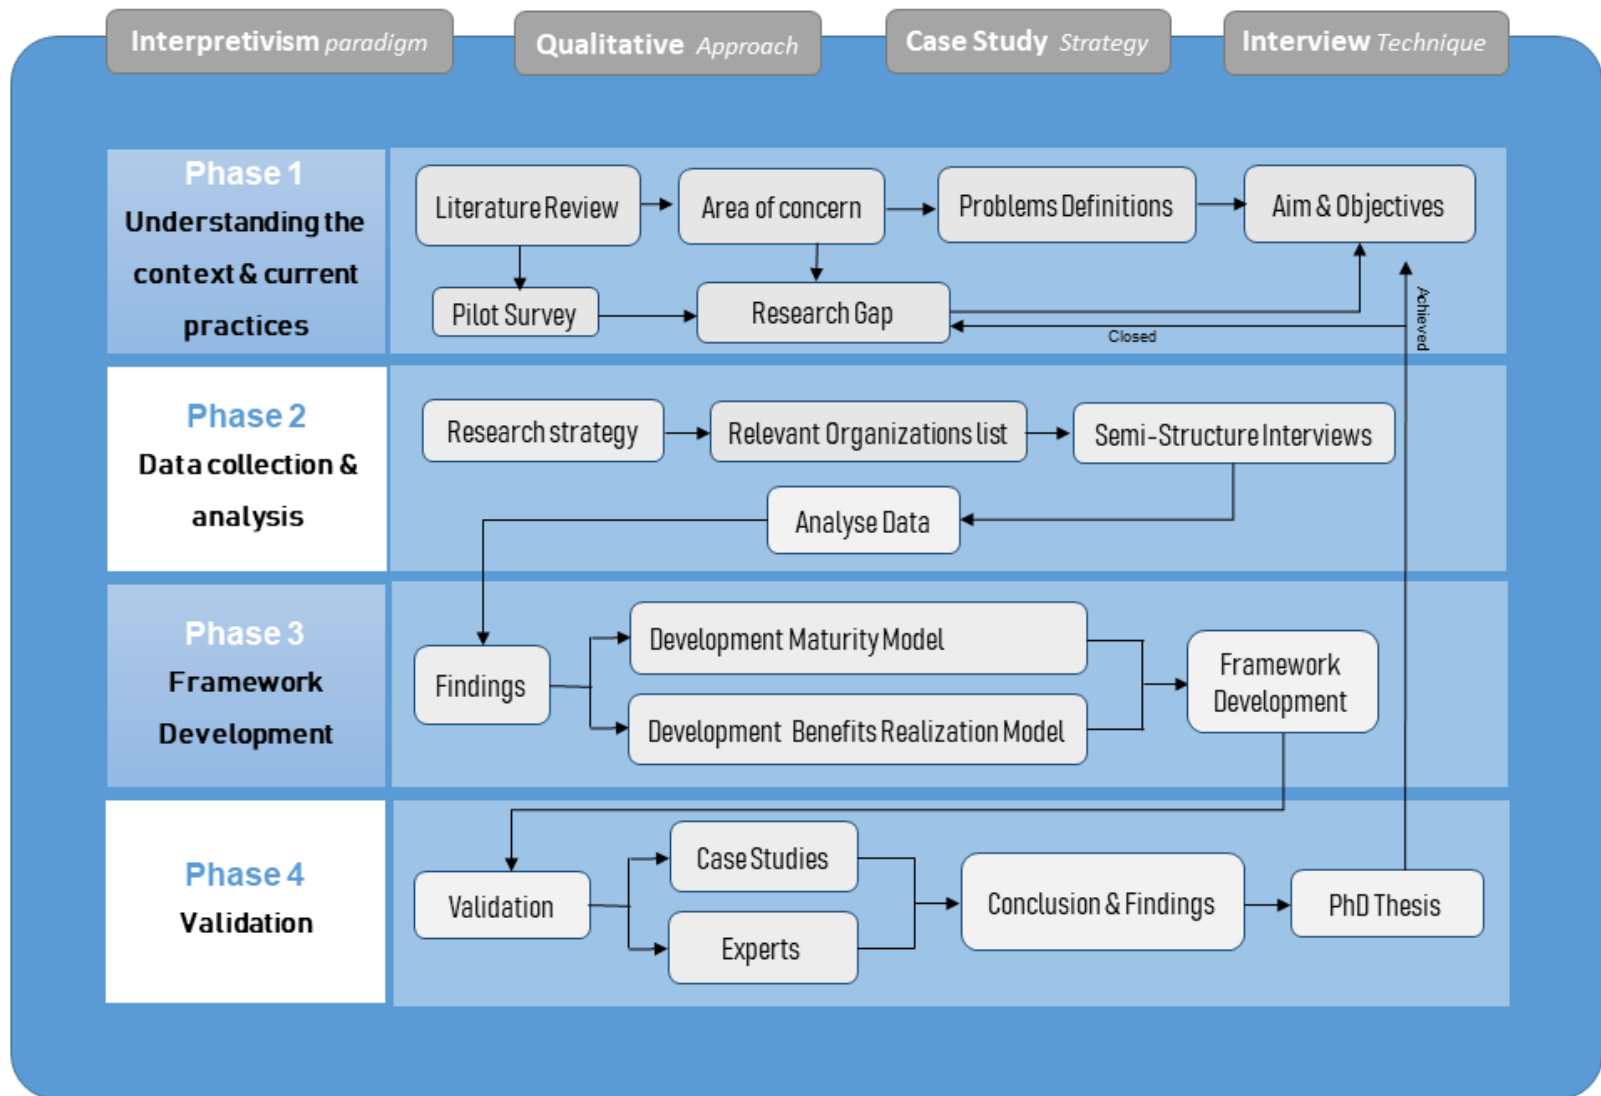 Interpretivism paradigm
Qualitative Approach
Case Study Strategy
Interview Technique
Phase 1
Understanding the
context & current
practices
Literature Review
Area of concern
Problems Definitions
Aim & Objectives
Pilot Survey
Research Gap
Closed
Achieved
Phase 2
Data collection &
analysis
Research strategy
Relevant Organizations list
Semi-Structure Interviews
Analyse Data
Phase 3
Framework
Development
Findings
Development Maturity Model
Development Benefits Realization Model
Framework
Development
Phase 4
Validation
Validation
Case Studies
Experts
Conclusion & Findings
PhD Thesis